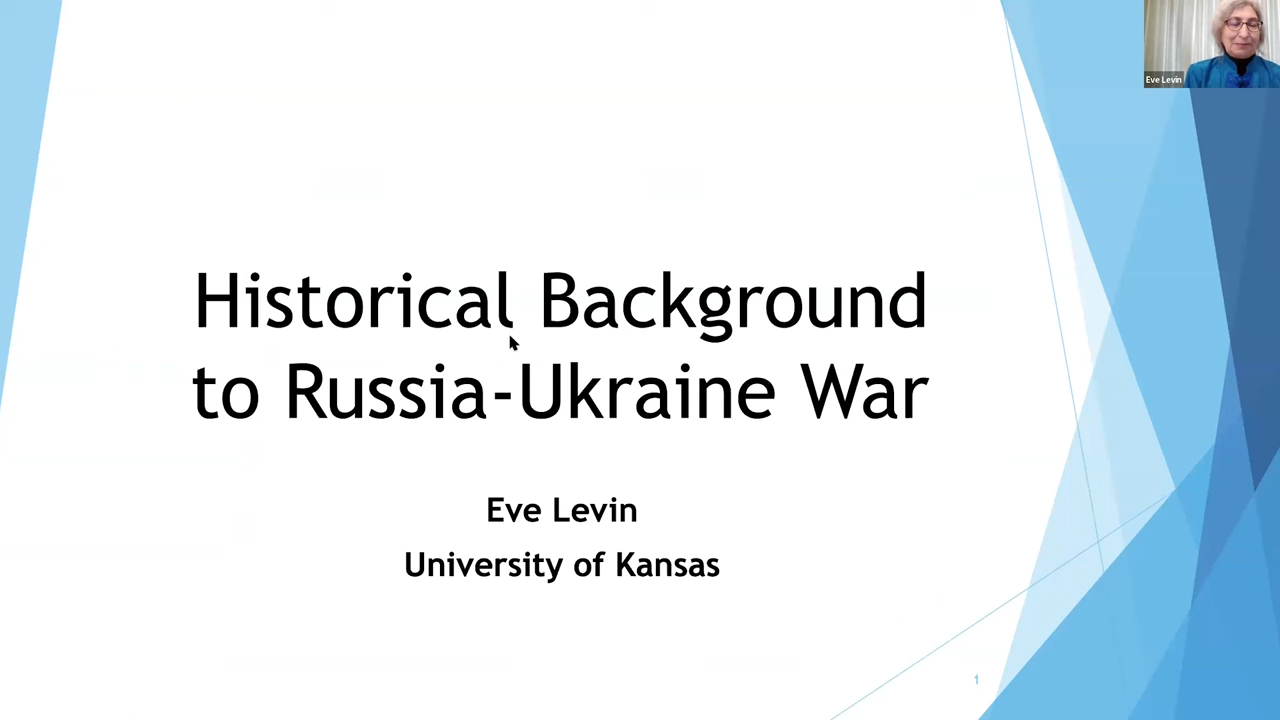 Eve Levin
Historical Background
to Russia-Ukraine War
Eve Levin
University of Kansas
1